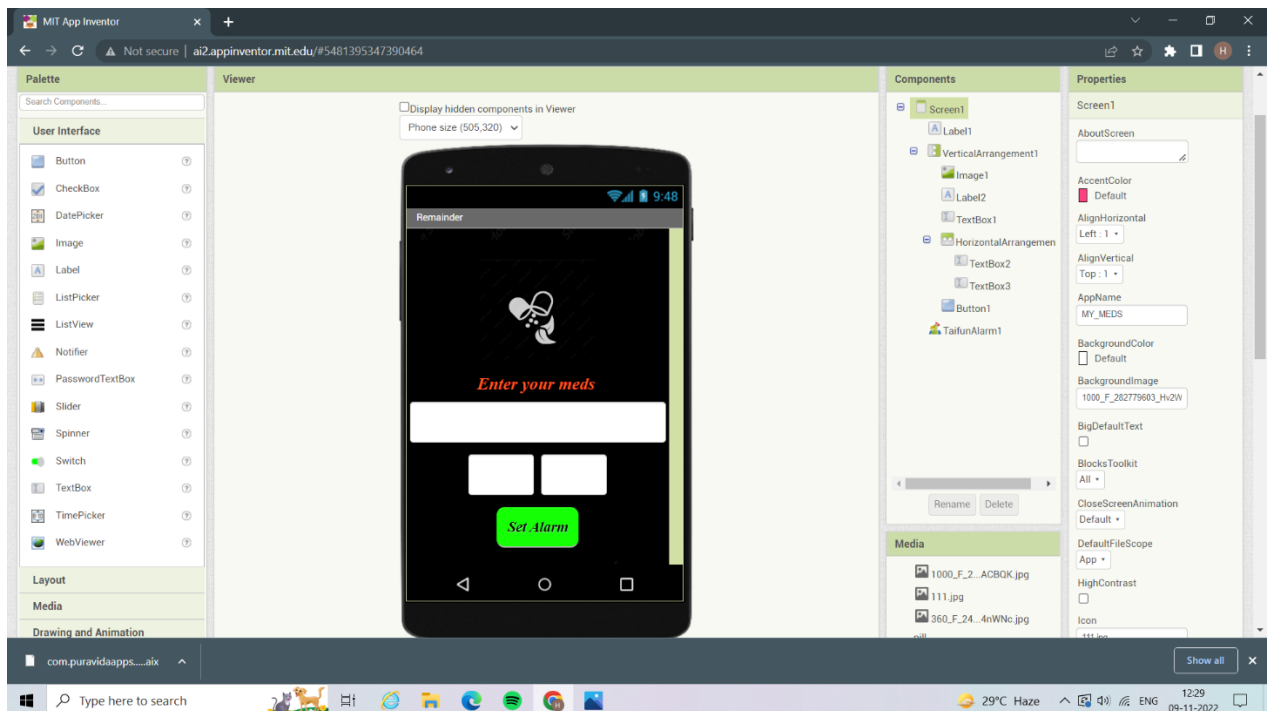 MIT App Inventor
Not secure | ai2.appinventor.mit.edu/#5481395347390464
H
Palette
Search Components...
User Interface
Button
CheckBox
DatePicker
Image
Label
ListPicker
ListView
Notifier
PasswordTextBox
Slider
Spinner
Switch
TextBox
TimePicker
WebViewer
Layout
Media
Drawing and Animation
Viewer
Display hidden components in Viewer
Phone size (505,320)
9:48
Remainder
Enter your meds
Set Alarm
Components
Screen1
Label1
VerticalArrangement1
Image1
Label2
TextBox1
HorizontalArrangemen
TextBox2
TextBox3
Button1
TaifunAlarm1
Rename Delete
Media
1000_F_2...ACBQK.jpg
111.jpg
360_F_24...4nWNc.jpg
Properties
Screen1
AboutScreen
AccentColor
Default
AlignHorizontal
Left : 1
AlignVertical
Top : 1
AppName
MY_MEDS
BackgroundColor
Default
BackgroundImage
1000_F_282779603_Hv2W
BigDefaultText
BlocksToolkit
All
CloseScreenAnimation
Default
DefaultFileScope
App
HighContrast
Icon
com.puravidaapps.....aix
Show all
Type here to search
29°C Haze
ENG
12:29
09-11-2022